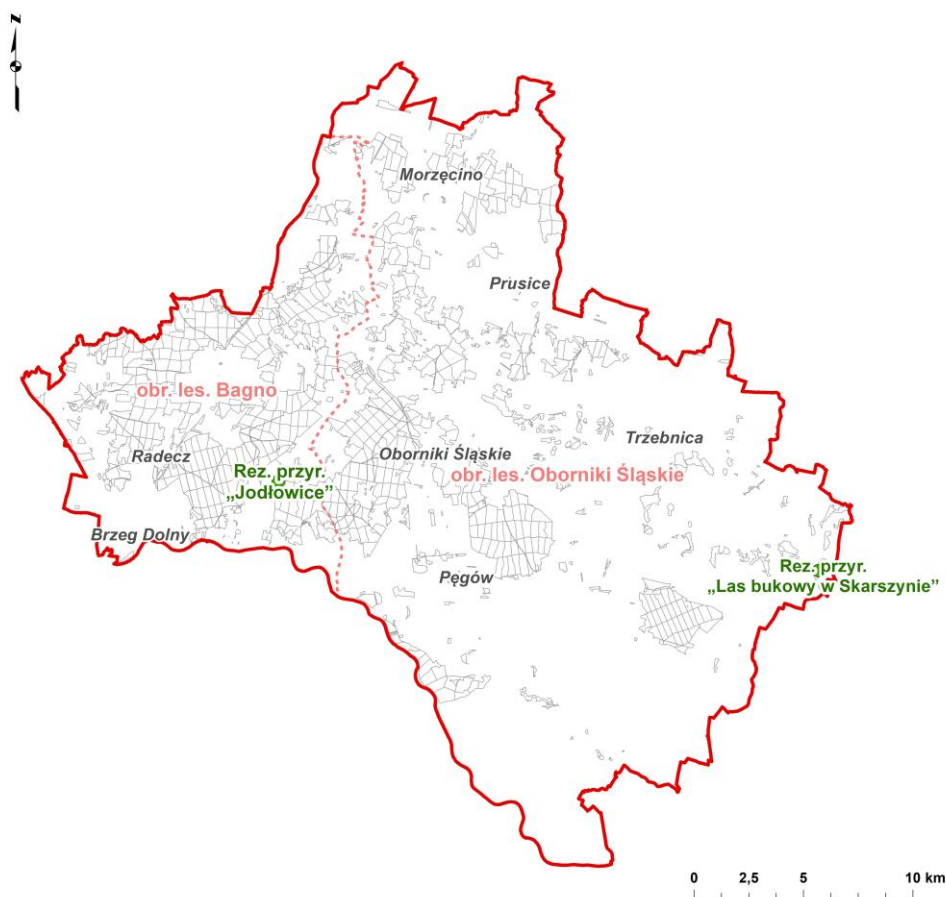 z
Morzęcino
Prusice
obr. les. Bagno
Trzebnica
Radecz
Oborniki Śląskie
Rez. przyr.
„Jodłowice”
obr. les. Oborniki Śląskie
Brzeg Dolny
Pęgów
Rez. przyr.
„Las bukowy w Skarszynie”
0 2,5 5 10 km